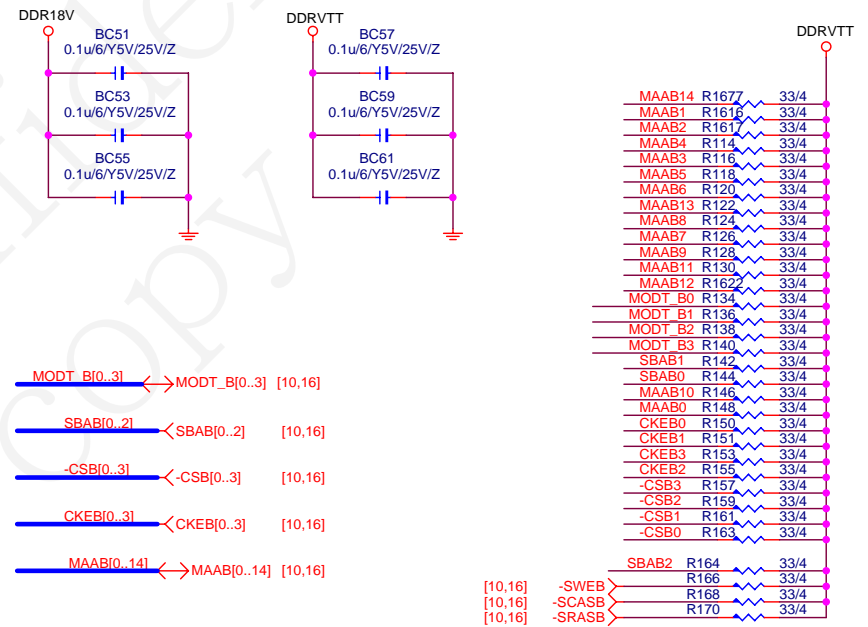 DDR18V
BC51
0.1u/6/Y5V/25V/Z
BC53
0.1u/6/Y5V/25V/Z
BC55
0.1u/6/Y5V/25V/Z
DDRVTT
BC57
0.1u/6/Y5V/25V/Z
BC59
0.1u/6/Y5V/25V/Z
BC61
0.1u/6/Y5V/25V/Z
MODT_B[0..3] MODT_B[0..3] [10,16]
SBAB[0..2] SBAB[0..2] [10,16]
-CSB[0..3] -CSB[0..3] [10,16]
CKEB[0..3] CKEB[0..3] [10,16]
MAAB[0..14] MAAB[0..14] [10,16]
DDRVTT
MAAB14 R1677 33/4
MAAB1 R1616 33/4
MAAB2 R1617 33/4
MAAB4 R114 33/4
MAAB3 R116 33/4
MAAB5 R118 33/4
MAAB6 R120 33/4
MAAB13 R122 33/4
MAAB8 R124 33/4
MAAB7 R126 33/4
MAAB9 R128 33/4
MAAB11 R130 33/4
MAAB12 R1622 33/4
MODT_B0 R134 33/4
MODT_B1 R136 33/4
MODT_B2 R138 33/4
MODT_B3 R140 33/4
SBAB1 R142 33/4
SBAB0 R144 33/4
MAAB10 R146 33/4
MAAB0 R148 33/4
CKEB0 R150 33/4
CKEB1 R151 33/4
CKEB3 R153 33/4
CKEB2 R155 33/4
-CSB3 R157 33/4
-CSB2 R159 33/4
-CSB1 R161 33/4
-CSB0 R163 33/4
SBAB2 R164 33/4
[10,16] -SWEB R166 33/4
[10,16] -SCASB R168 33/4
[10,16] -SRASB R170 33/4
copy